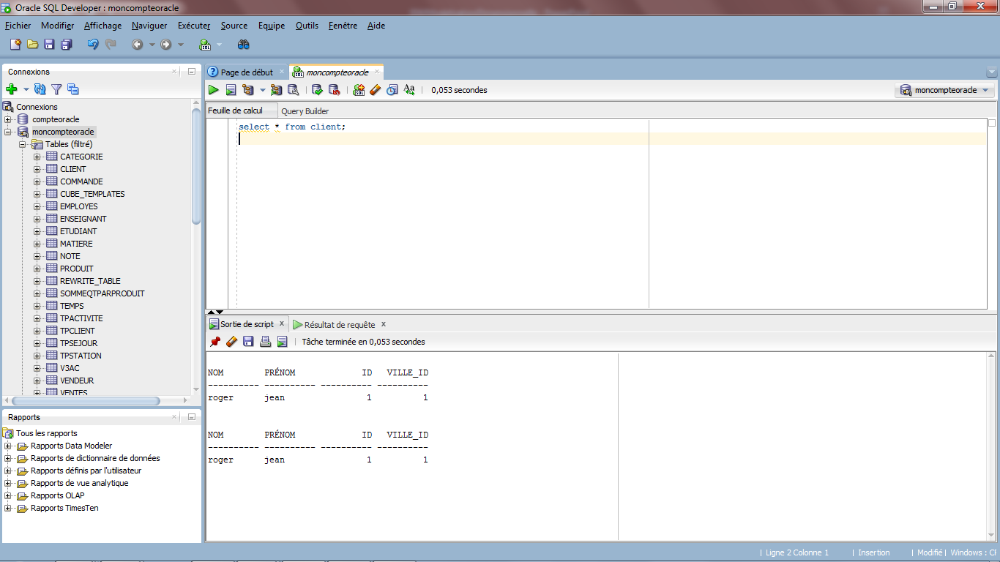 Oracle SQL Developer : moncompteoracle
Fichier Modifier Affichage Naviguer Exécuter Source Equipe Outils Fenêtre Aide
Connexions
Connexions
compteoracle
moncompteoracle
Tables (filtré)
CATEGORIE
CLIENT
COMMANDE
CUBE_TEMPLATES
EMPLOYES
ENSEIGNANT
ETUDIANT
MATIERE
NOTE
PRODUIT
REWRITE_TABLE
SOMMEQTPARPRODUIT
TEMPS
TPACTIVITE
TPCLIENT
TPSEJOUR
TPSTATION
V3AC
VENDEUR
VENTES
Rapports
Tous les rapports
Rapports Data Modeler
Rapports de dictionnaire de données
Rapports définis par l'utilisateur
Rapports de vue analytique
Rapports OLAP
Rapports TimesTen
Page de début moncompteoracle
0,053 secondes moncompteoracle
Feuille de calcul Query Builder
select * from client;
Sortie de script Résultat de requête
Tâche terminée en 0,053 secondes
NOM PRÉNOM ID VILLE_ID
---------- ---------- ---------- ----------
roger jean 1 1
NOM PRÉNOM ID VILLE_ID
---------- ---------- ---------- ----------
roger jean 1 1
| Ligne 2 Colonne 1 | Insertion | Modifié | Windows : CF